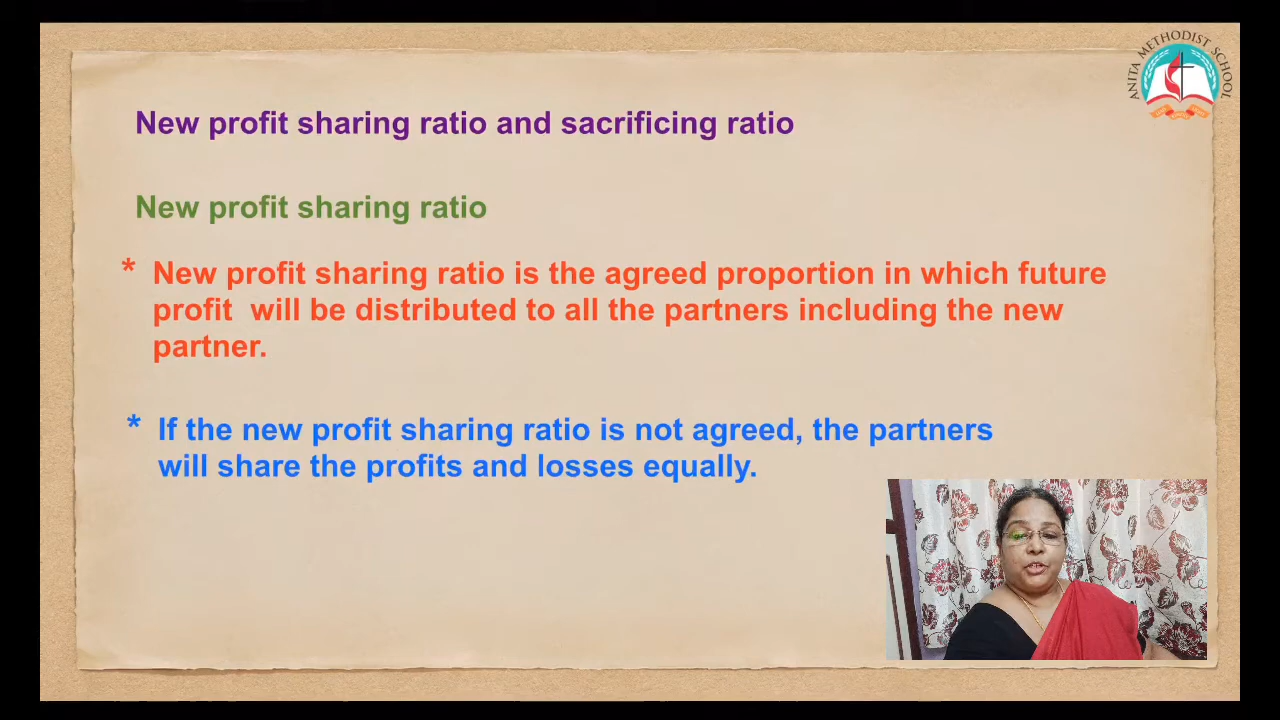 ANITA METHODIST SCHOOL
New profit sharing ratio and sacrificing ratio
New profit sharing ratio
* New profit sharing ratio is the agreed proportion in which future
profit will be distributed to all the partners including the new
partner.
* If the new profit sharing ratio is not agreed, the partners
will share the profits and losses equally.